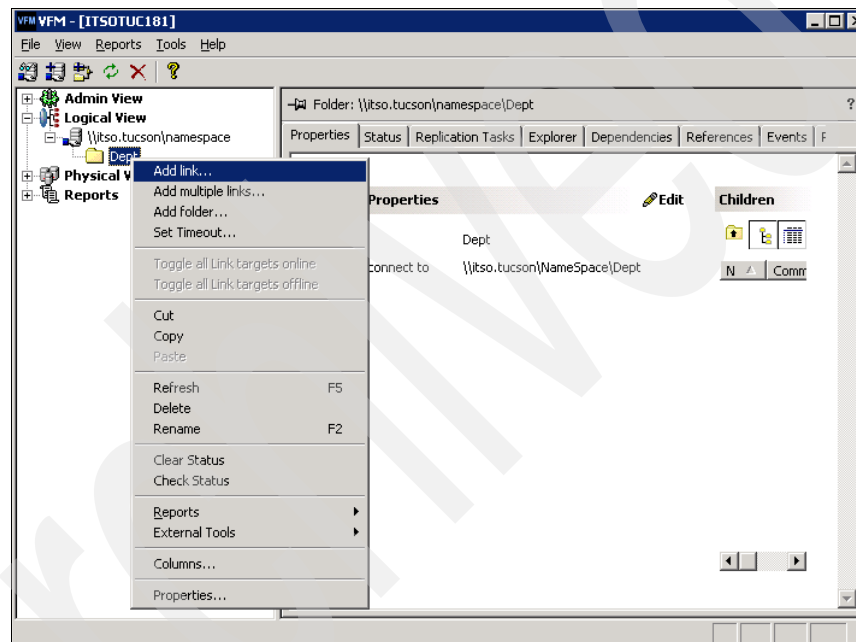 VFM VFM - [ITSOTUC181]
File View Reports Tools Help
Admin View
Logical View
\\itso.tucson\namespace
Dept
Physical V
Reports
Add link...
Add multiple links...
Add folder...
Set Timeout...
Toggle all Link targets online
Toggle all Link targets offline
Cut
Copy
Paste
Refresh F5
Delete
Rename F2
Clear Status
Check Status
Reports
External Tools
Columns...
Properties...
Folder: \\itso.tucson\namespace\Dept ?
Properties Status Replication Tasks Explorer Dependencies References Events
Properties Edit Children
Dept
connect to \\itso.tucson\NameSpace\Dept
N Comm